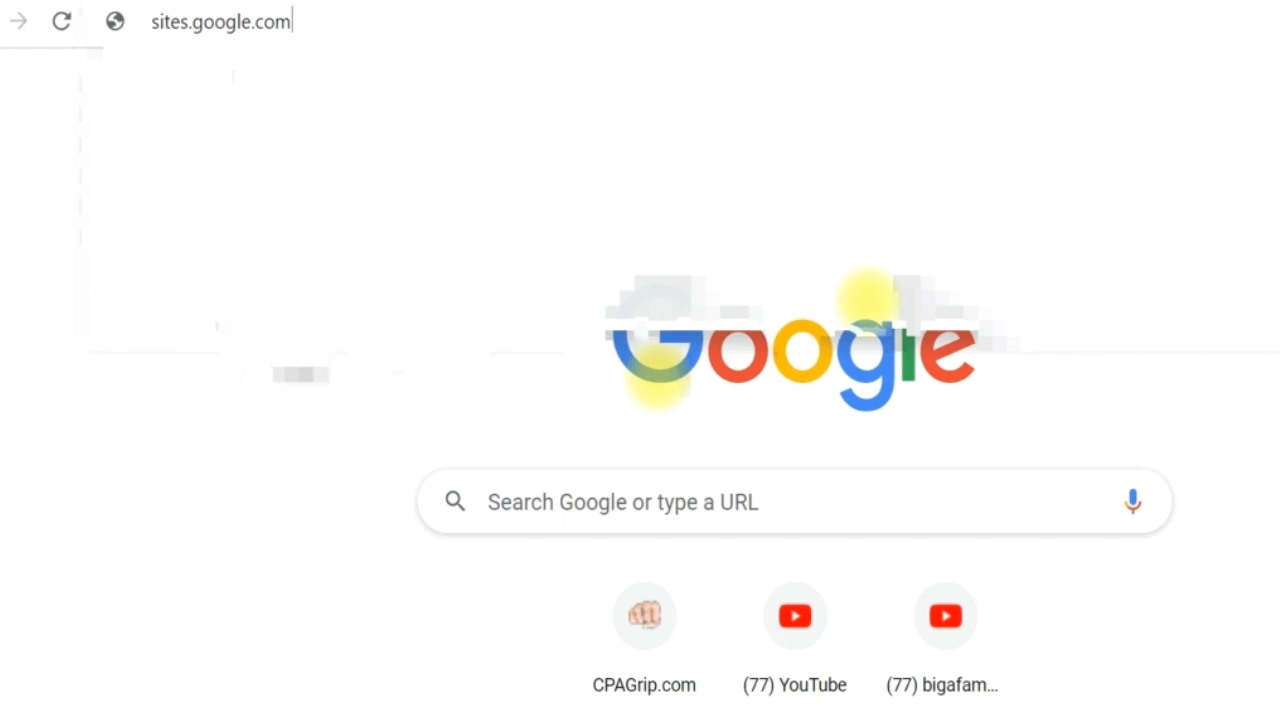 sites.google.com
Google
Search Google or type a URL
CPAGrip.com
(77) YouTube
(77) bigafam...